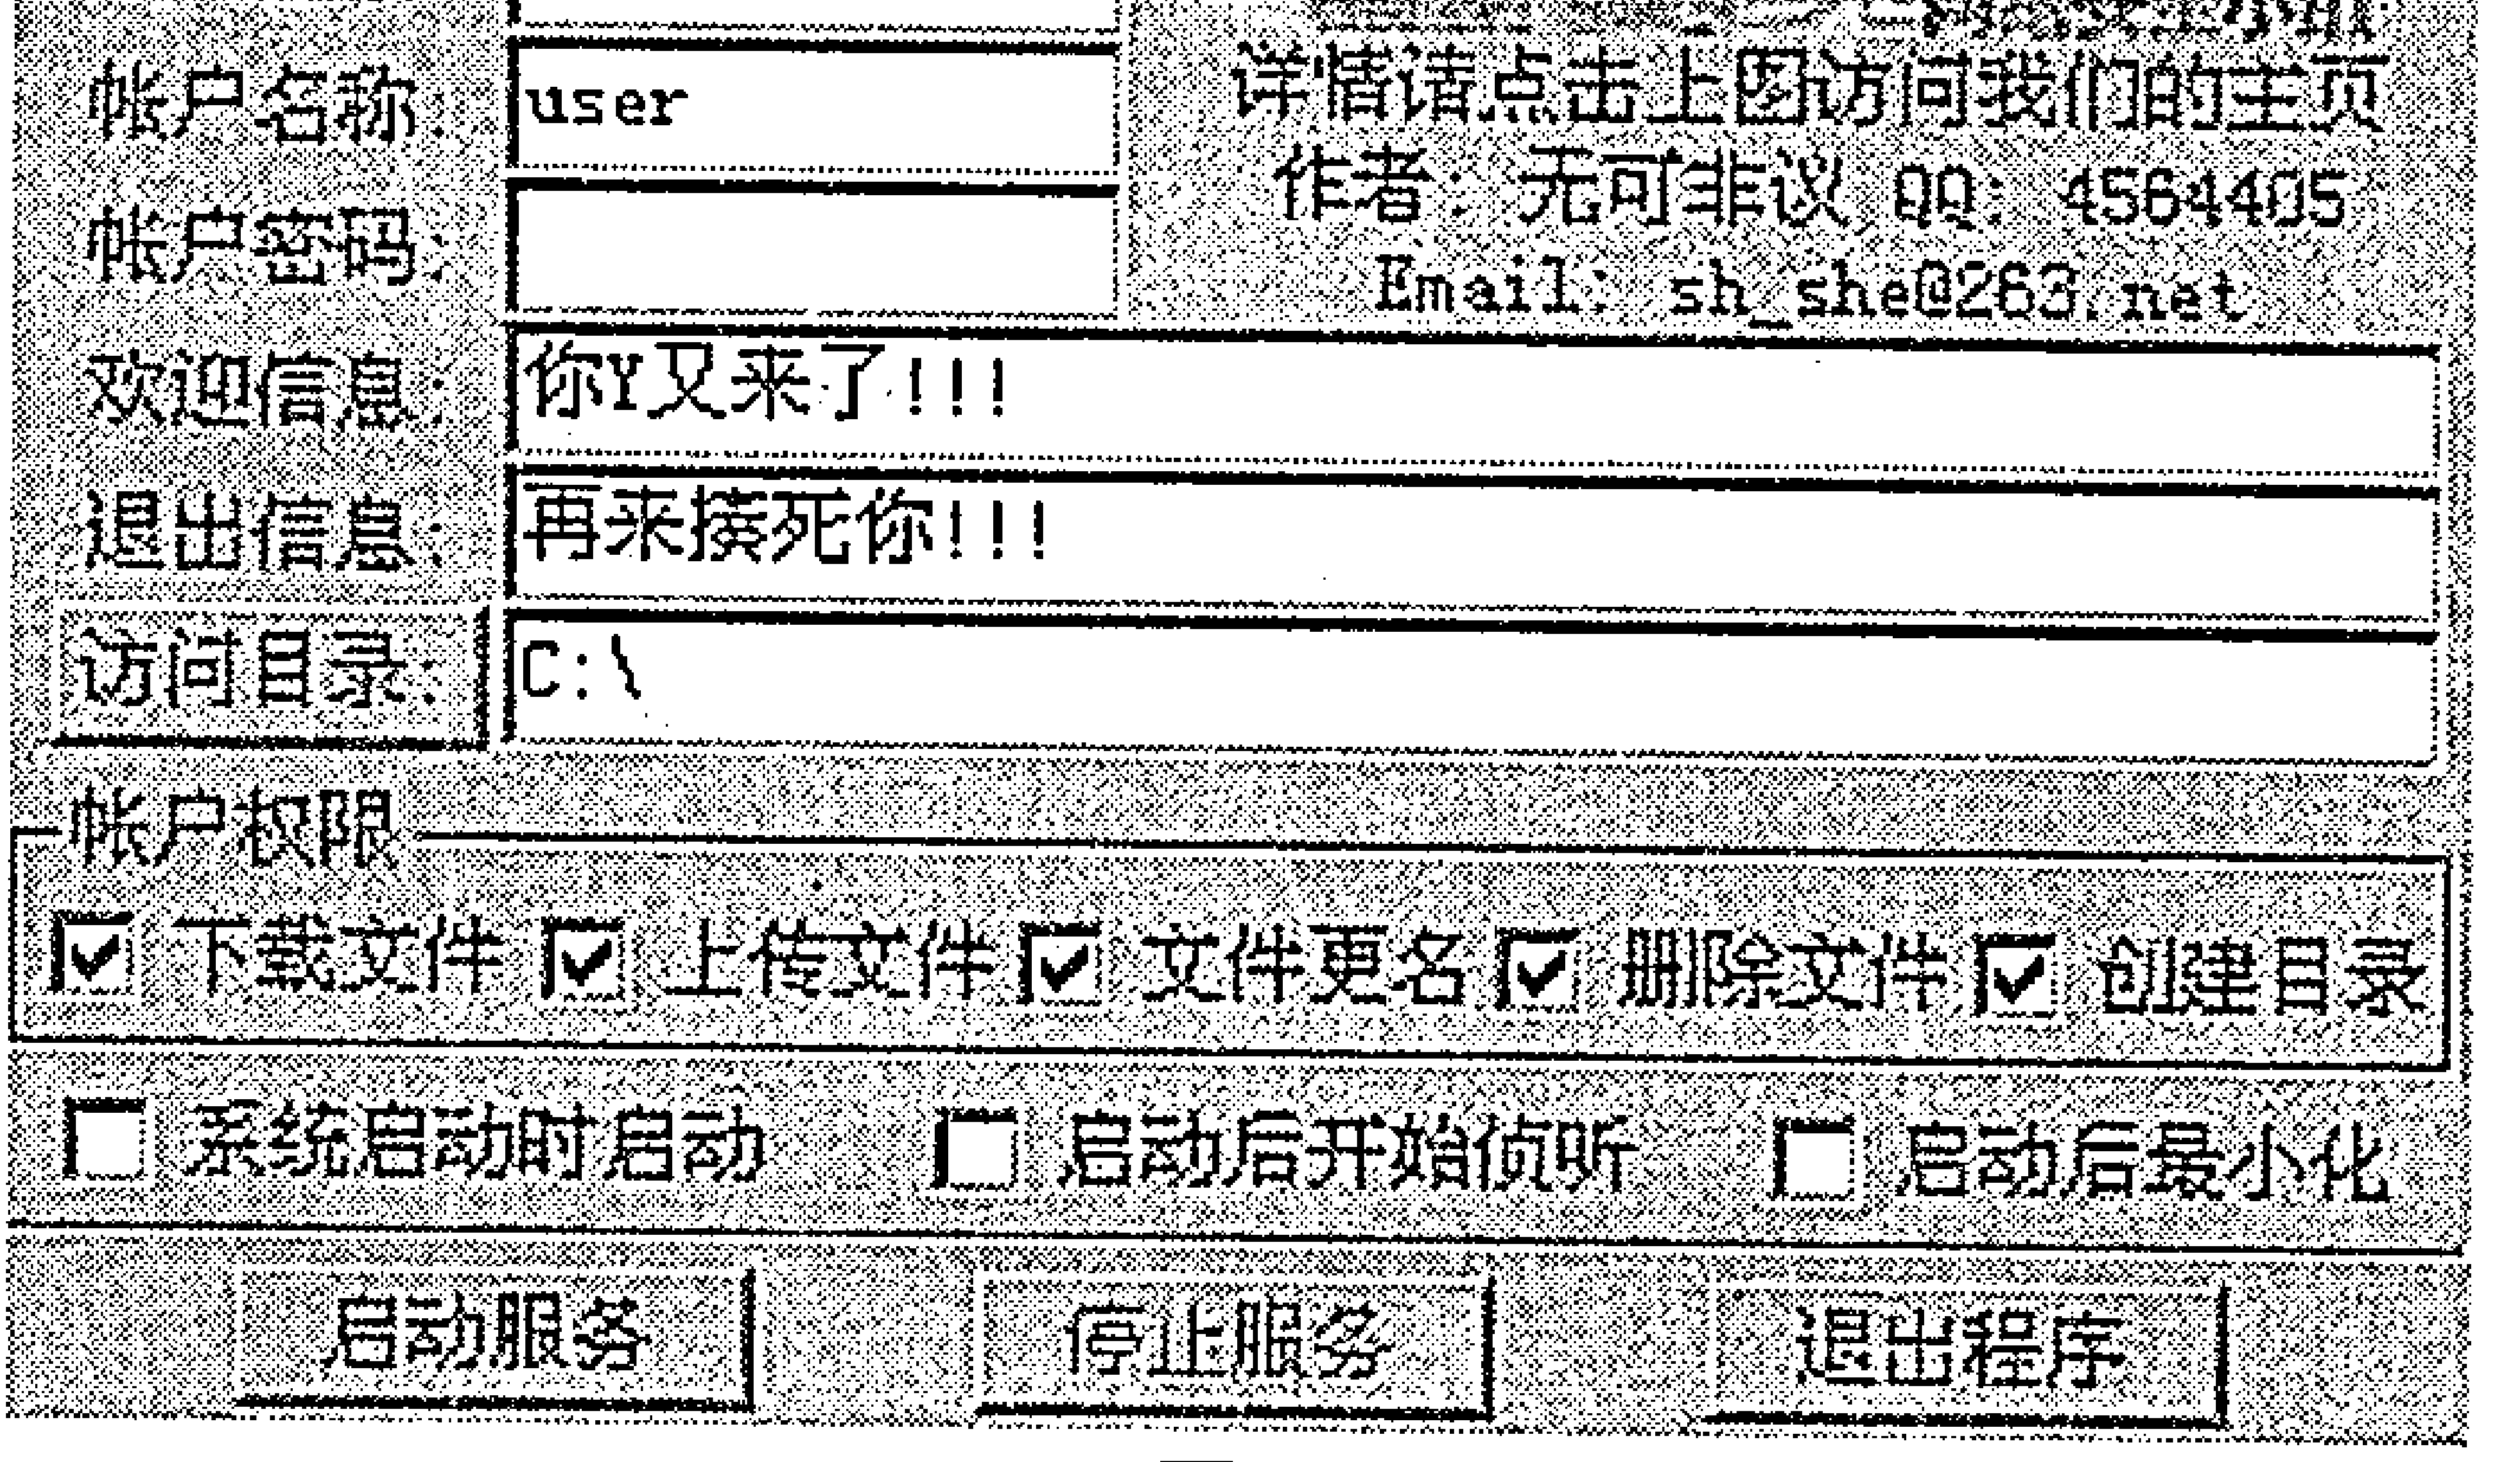 详情请点击上图访问我们的主页
帐户名称: user
作者: 无可非议 QQ: 4564405
帐户密码:
Email: sh_she@263.net
欢迎信息: 你Y又来了!!!
退出信息: 再来揍死你!!!
访问目录: C:\
帐户权限
下载文件 上传文件 文件更名 删除文件 创建目录
系统启动时启动 启动后开始侦听 启动后最小化
启动服务 停止服务 退出程序